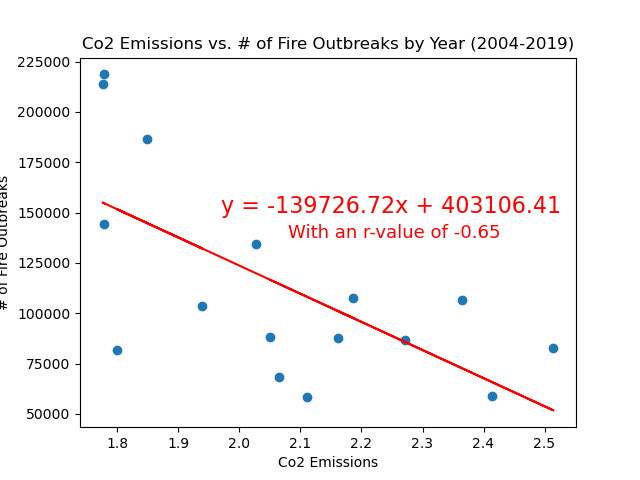 Co2 Emissions vs. # of Fire Outbreaks by Year (2004-2019)
225000
200000
175000
150000
125000
100000
75000
50000
# of Fire Outbreaks
y = -139726.72x + 403106.41
With an r-value of -0.65
1.8 1.9 2.0 2.1 2.2 2.3 2.4 2.5
Co2 Emissions